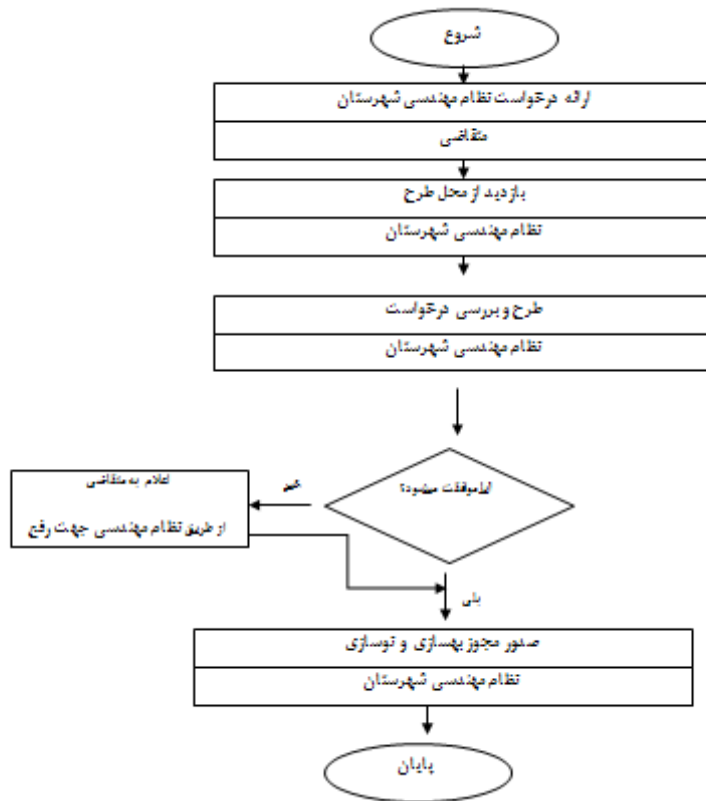 شروع
ارائه درخواست نظام مهندسی شهرستان
متقاضی
بازدید از محل طرح
نظام مهندسی شهرستان
طرح و بررسی درخواست
نظام مهندسی شهرستان
آیا موافقت میشود؟
خیر
اعلام به متقاضی
از طریق نظام مهندسی جهت رفع
بلی
صدور مجوز بهسازی و نوسازی
نظام مهندسی شهرستان
پایان